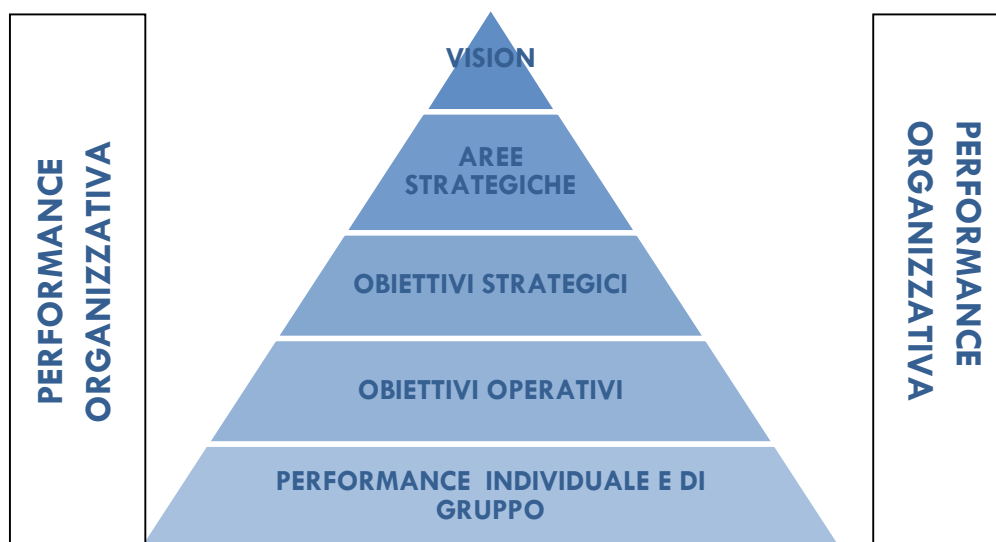 PERFORMANCE
ORGANIZZATIVA
VISION
AREE
STRATEGICHE
OBIETTIVI STRATEGICI
OBIETTIVI OPERATIVI
PERFORMANCE INDIVIDUALE E DI
GRUPPO
PERFORMANCE
ORGANIZZATIVA